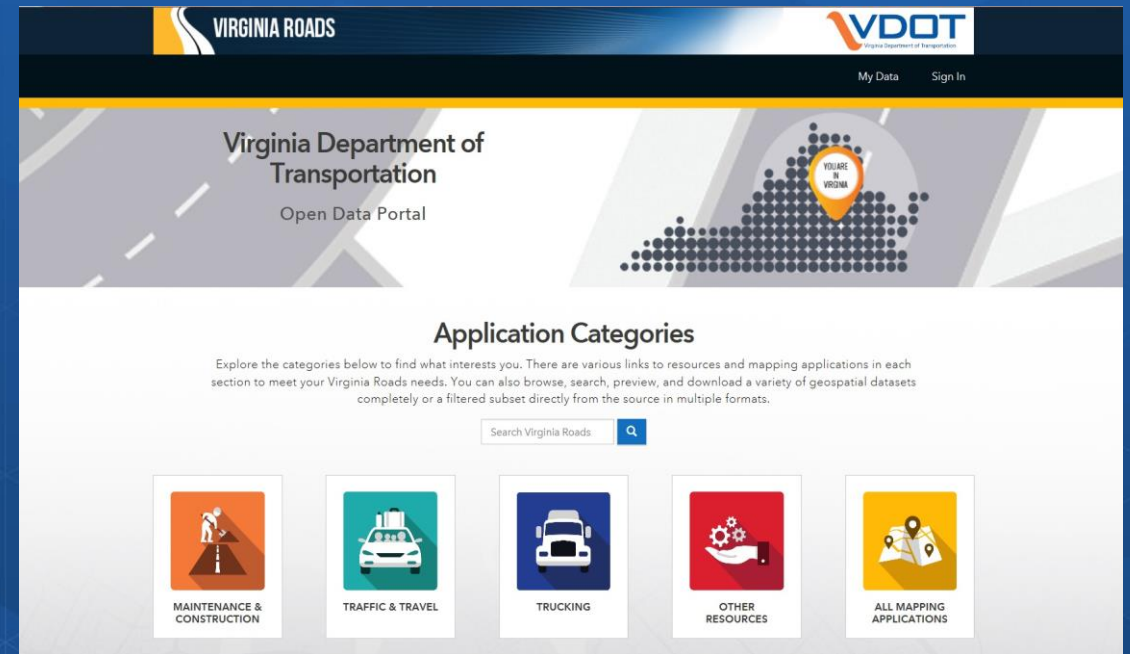 VIRGINIA ROADS
VDOT
Virginia Department of Transportation
My Data Sign In
Virginia Department of
Transportation
Open Data Portal
YOU ARE
IN
VIRGINIA
Application Categories
Explore the categories below to find what interests you. There are various links to resources and mapping applications in each
section to meet your Virginia Roads needs. You can also browse, search, preview, and download a variety of geospatial datasets
completely or a filtered subset directly from the source in multiple formats.
Search Virginia Roads
MAINTENANCE &
CONSTRUCTION
TRAFFIC & TRAVEL
TRUCKING
OTHER
RESOURCES
ALL MAPPING
APPLICATIONS